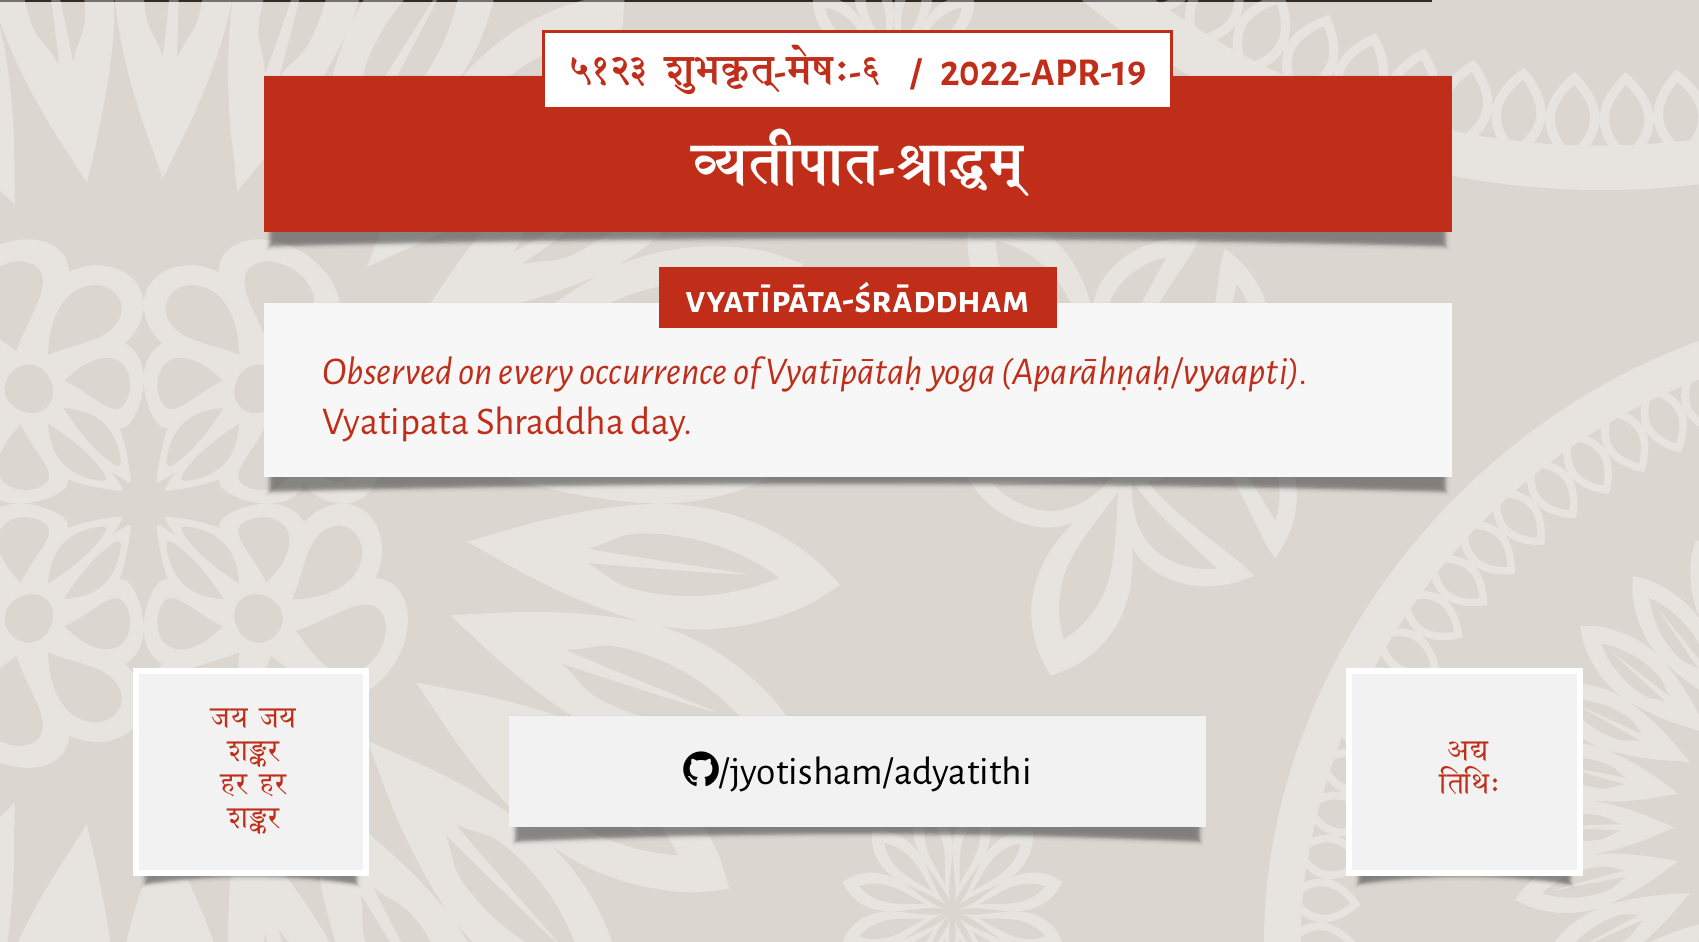 ५१२३ शुभकृत्-मेषः-६ / 2022-APR-19
व्यतीपात-श्राद्धम्
VYATĪPĀTA-ŚRĀDDHAM
Observed on every occurrence of Vyatīpātaḥ yoga (Aparāhṇaḥ/vyaapti).
Vyatipata Shraddha day.
जय जय
शङ्कर
हर हर
शङ्कर
/jyotisham/adyatithi
अद्य
तिथिः